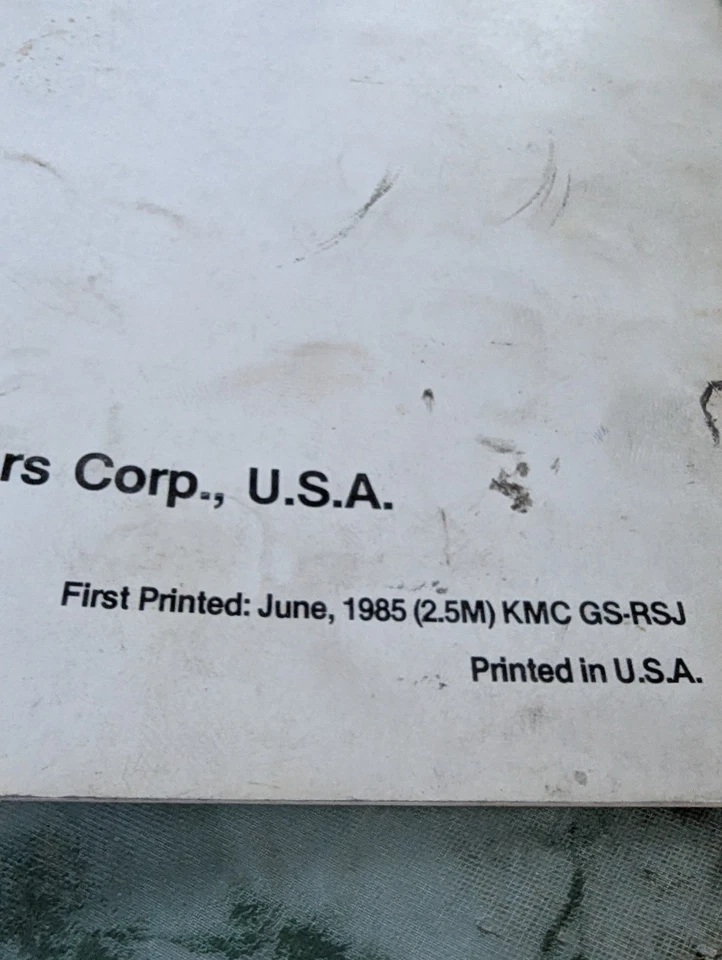 rs Corp., U.S.A.
First Printed: June, 1985 (2.5M) KMC GS-RSJ
Printed in U.S.A.